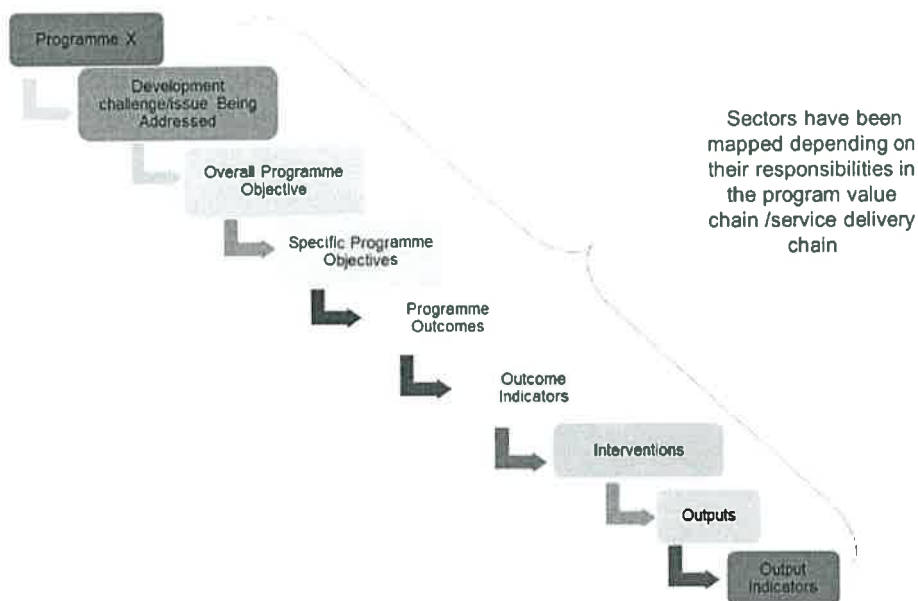 Programme X
Development
challenge/issue Being
Addressed
Overall Programme
Objective
Specific Programme
Objectives
Programme
Outcomes
Outcome
Indicators
Interventions
Outputs
Output
Indicators
Sectors have been
mapped depending on
their responsibilities in
the program value
chain /service delivery
chain